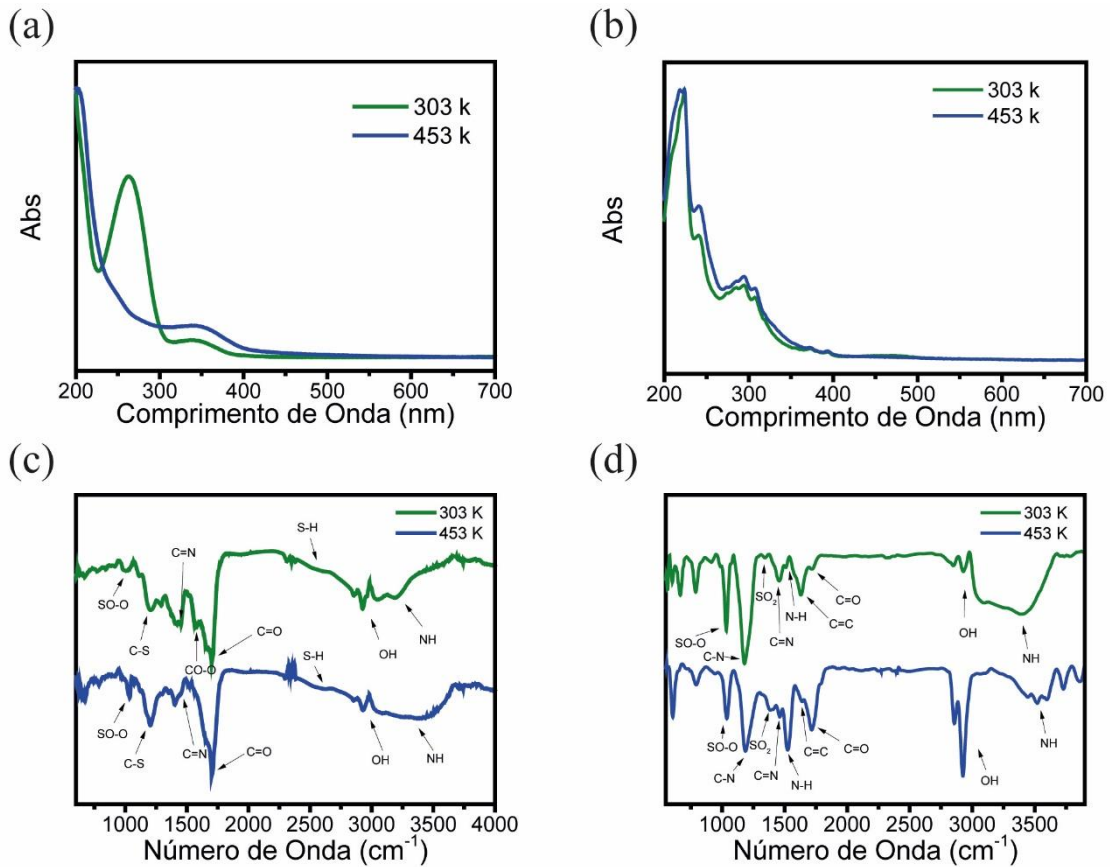 (a)
303 k
453 k
Abs
200 300 400 500 600 700
Comprimento de Onda (nm)
(b)
303 k
453 k
Abs
200 300 400 500 600 700
Comprimento de Onda (nm)
(c)
303 K
453 K
S-H
C=N
SO-O
C-S
CO-O
C=O
OH
NH
S-H
SO-O
C-S
C=N
C=O
OH
NH
1000 1500 2000 2500 3000 3500 4000
Número de Onda (cm⁻¹)
(d)
303 K
453 K
SO₂
N-H
C=O
C=N
C=C
SO-O
C-N
OH
NH
SO-O
SO₂
C=C
C=O
C-N
C=N
N-H
OH
NH
1000 1500 2000 2500 3000 3500
Número de Onda (cm⁻¹)